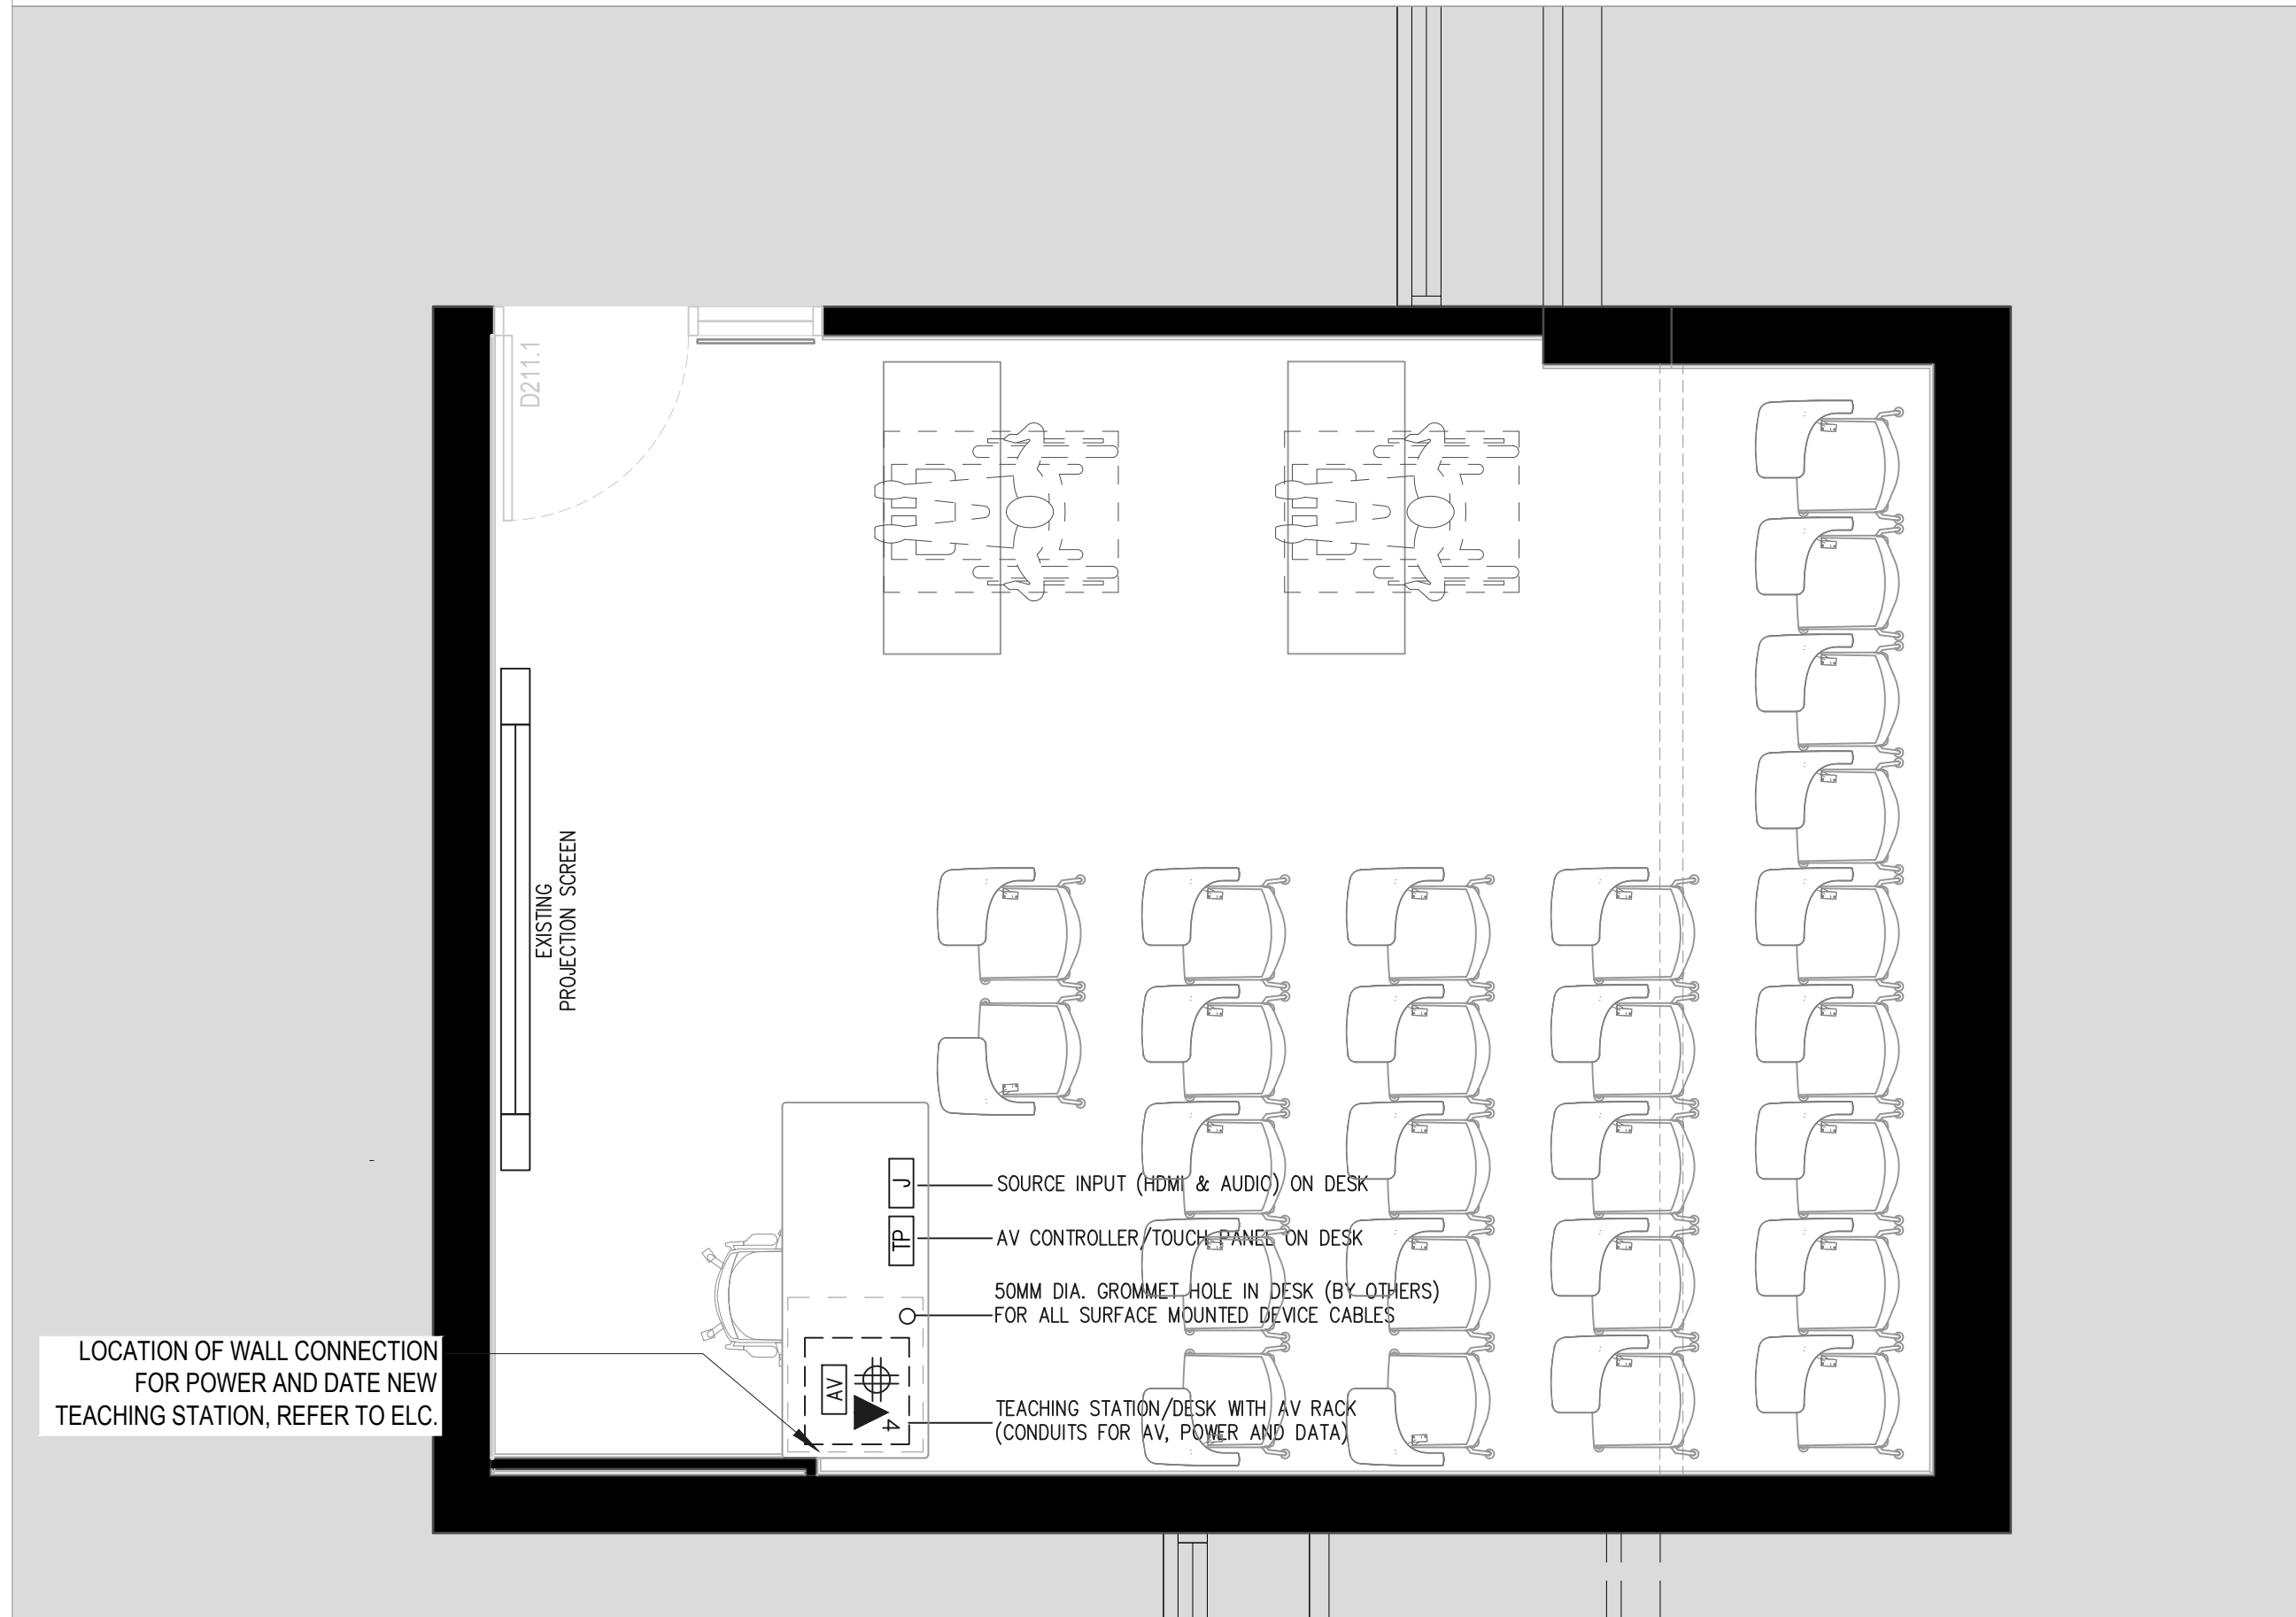 D211.1
EXISTING
PROJECTION SCREEN
J
SOURCE INPUT (HDMI & AUDIO) ON DESK
TP
AV CONTROLLER/TOUCH PANEL ON DESK
50MM DIA. GROMMET HOLE IN DESK (BY OTHERS)
FOR ALL SURFACE MOUNTED DEVICE CABLES
LOCATION OF WALL CONNECTION
FOR POWER AND DATE NEW
TEACHING STATION, REFER TO ELC.
AV
4
TEACHING STATION/DESK WITH AV RACK
(CONDUITS FOR AV, POWER AND DATA)